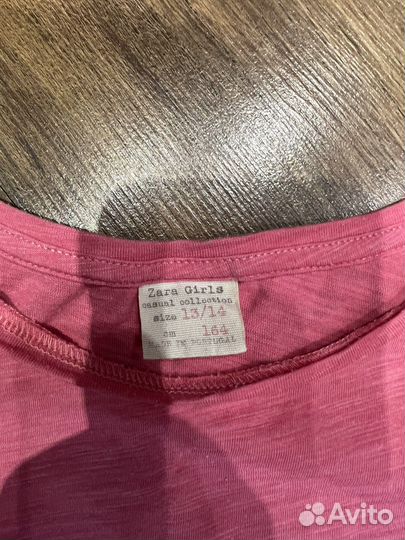 Zara Girls
casual collection
size 13/14
cm 164
MADE IN PORTUGAL
Avito